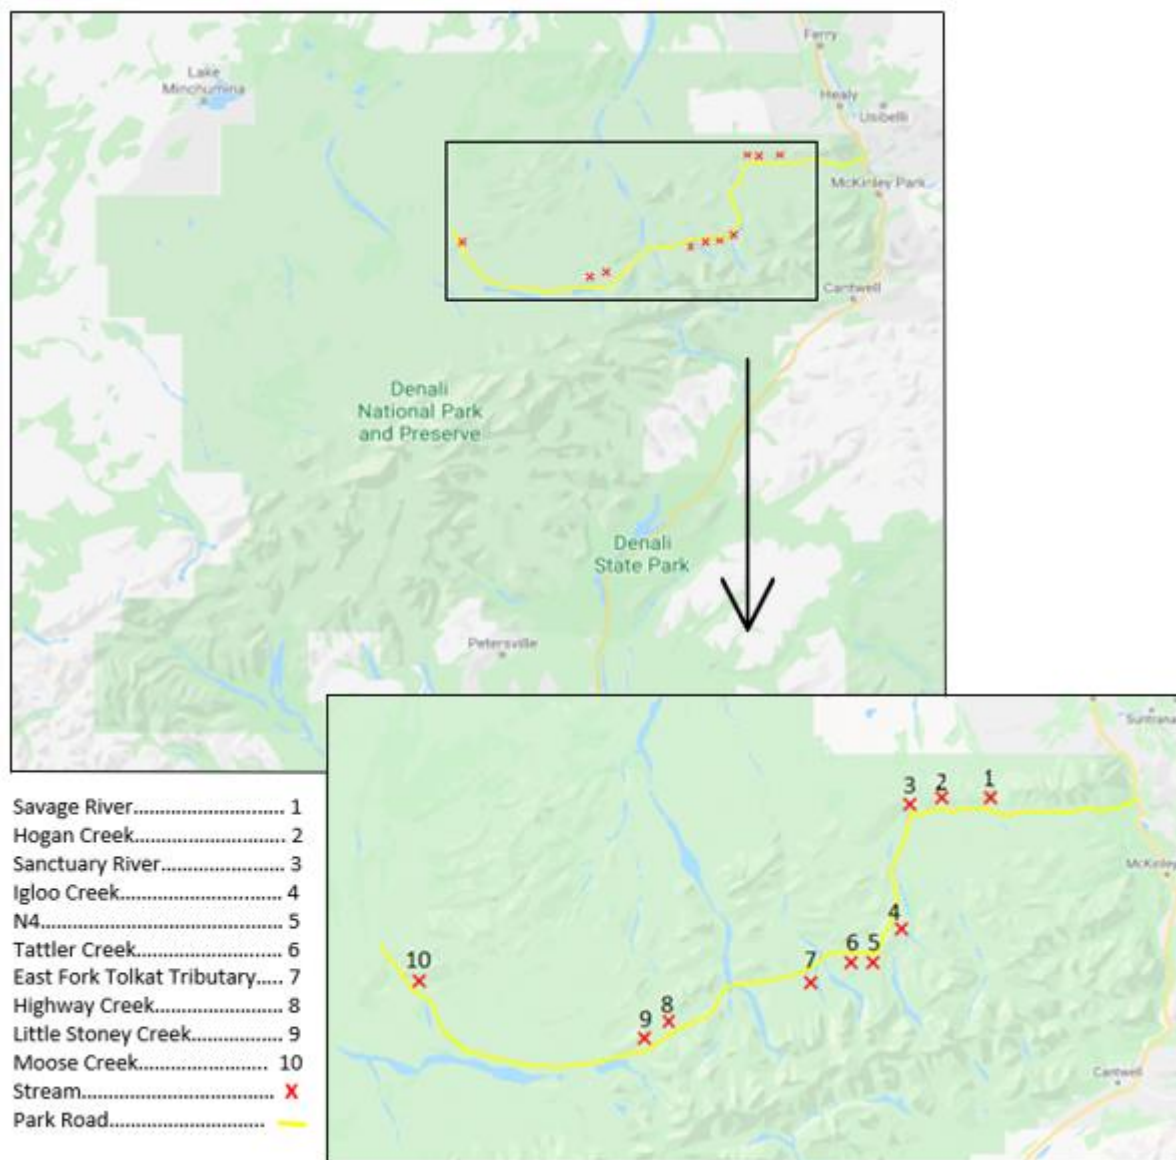 Ferry
Lake
Minchumina
Healy
Usibelli
McKinley Park
Cantwell
Denali
National Park
and Preserve
Denali
State Park
Petersville
Suntrana
3 2 1
McKinley
4
6 5
7
10
8
9
Cantwell
Savage River............................ 1
Hogan Creek............................ 2
Sanctuary River....................... 3
Igloo Creek.............................. 4
N4............................................ 5
Tattler Creek........................... 6
East Fork Tolkat Tributary..... 7
Highway Creek........................ 8
Little Stoney Creek................. 9
Moose Creek........................ 10
Stream.................................... X
Park Road.............................